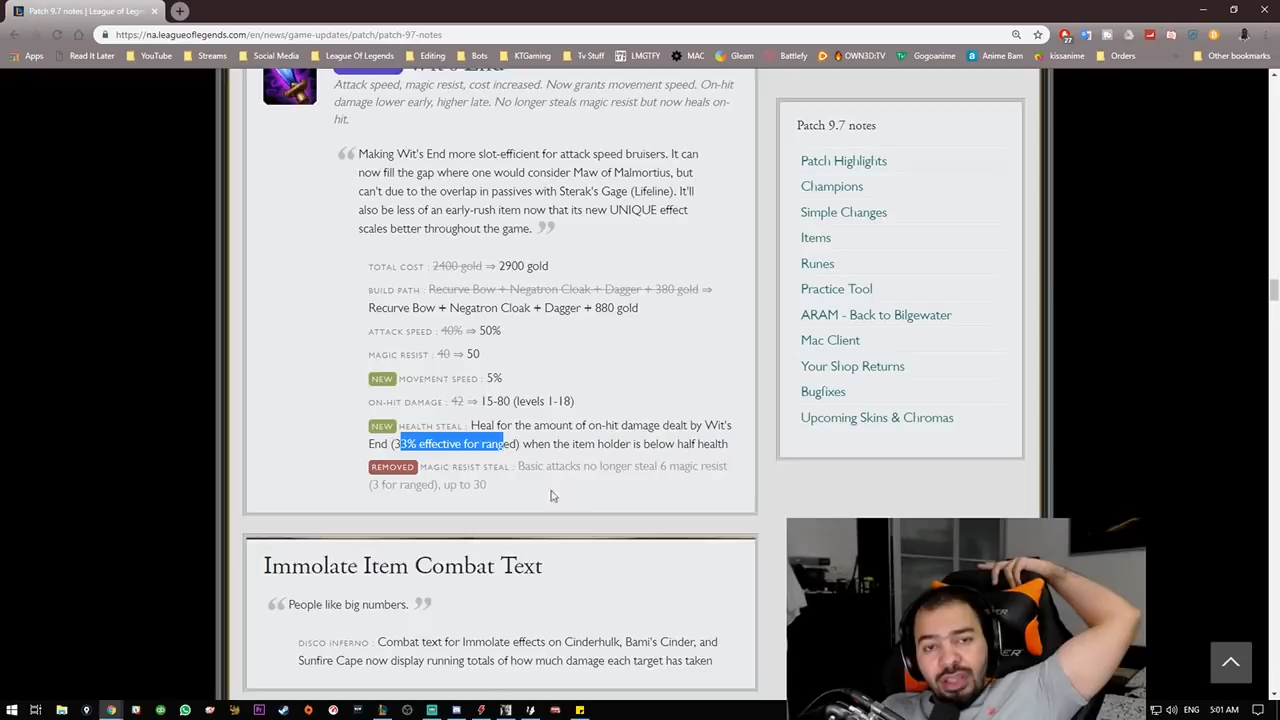 Patch 9.7 notes | League of Leg
https://na.leagueoflegends.com/en/news/game-updates/patch/patch-97-notes
Apps
Read It Later
YouTube
Streams
Social Media
League Of Legends
Editing
Bots
KTGaming
Tv Stuff
LMGTFY
MAC
Gleam
Battlefy
OWN3D:TV
Gogoanime
Anime Bam
kissanime
Orders
Other bookmarks
27
Wit's End
Attack speed, magic resist, cost increased. Now grants movement speed. On-hit
damage lower early, higher late. No longer steals magic resist but now heals on-
hit.
Making Wit's End more slot-efficient for attack speed bruisers. It can
now fill the gap where one would consider Maw of Malmortius, but
can't due to the overlap in passives with Sterak's Gage (Lifeline). It'll
also be less of an early-rush item now that its new UNIQUE effect
scales better throughout the game.
TOTAL COST : 2400 gold ⇒ 2900 gold
BUILD PATH : Recurve Bow + Negatron Cloak + Dagger + 380 gold ⇒
Recurve Bow + Negatron Cloak + Dagger + 880 gold
ATTACK SPEED : 40% ⇒ 50%
MAGIC RESIST : 40 ⇒ 50
NEW MOVEMENT SPEED : 5%
ON-HIT DAMAGE : 42 ⇒ 15-80 (levels 1-18)
NEW HEALTH STEAL : Heal for the amount of on-hit damage dealt by Wit's
End (33% effective for ranged) when the item holder is below half health
REMOVED MAGIC RESIST STEAL : Basic attacks no longer steal 6 magic resist
(3 for ranged), up to 30
Immolate Item Combat Text
People like big numbers.
DISCO INFERNO : Combat text for Immolate effects on Cinderhulk, Bami's Cinder, and
Sunfire Cape now display running totals of how much damage each target has taken
Patch 9.7 notes
Patch Highlights
Champions
Simple Changes
Items
Runes
Practice Tool
ARAM - Back to Bilgewater
Mac Client
Your Shop Returns
Bugfixes
Upcoming Skins & Chromas
ENG
5:01 AM